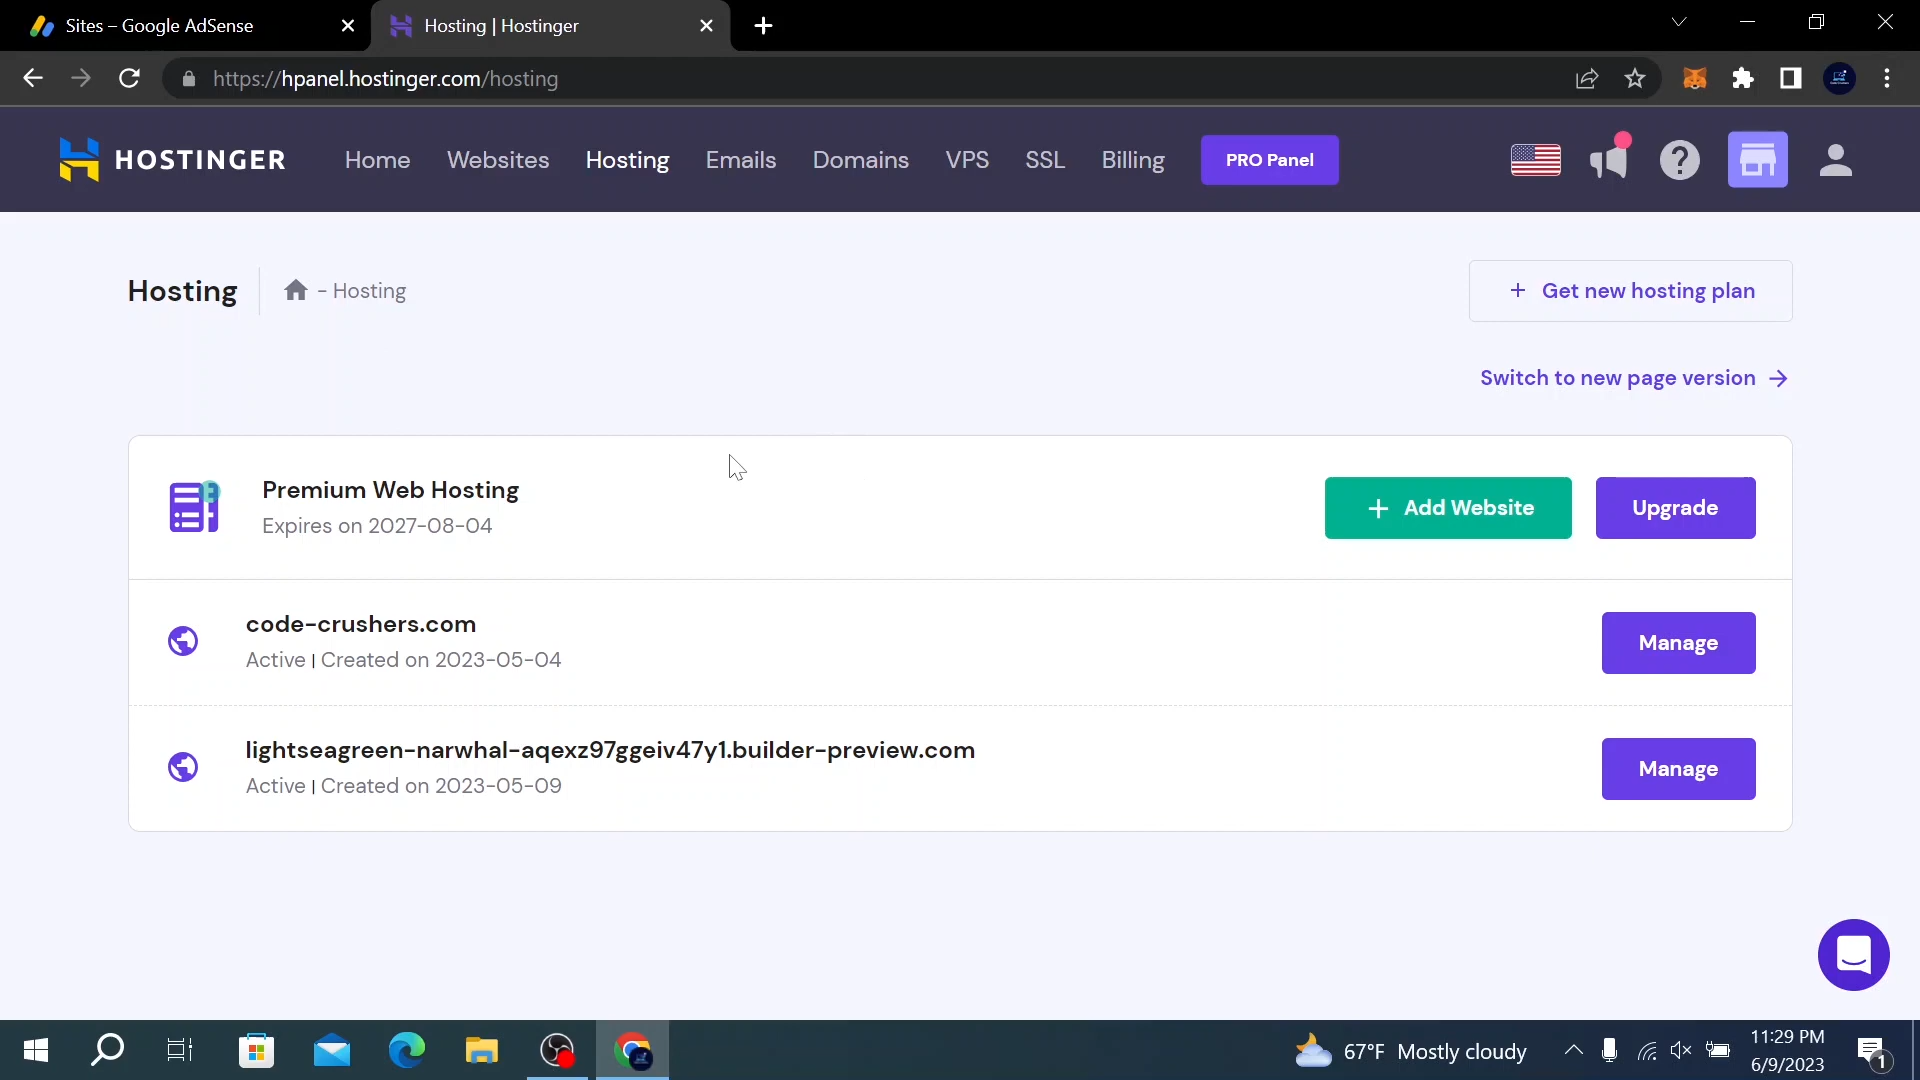 Sites – Google AdSense
Hosting | Hostinger
https://hpanel.hostinger.com/hosting
HOSTINGER
Home
Websites
Hosting
Emails
Domains
VPS
SSL
Billing
PRO Panel
Hosting
- Hosting
+ Get new hosting plan
Switch to new page version →
Premium Web Hosting
Expires on 2027-08-04
+ Add Website
Upgrade
code-crushers.com
Active | Created on 2023-05-04
Manage
lightseagreen-narwhal-aqexz97ggeiv47y1.builder-preview.com
Active | Created on 2023-05-09
Manage
67°F Mostly cloudy
11:29 PM
6/9/2023
1